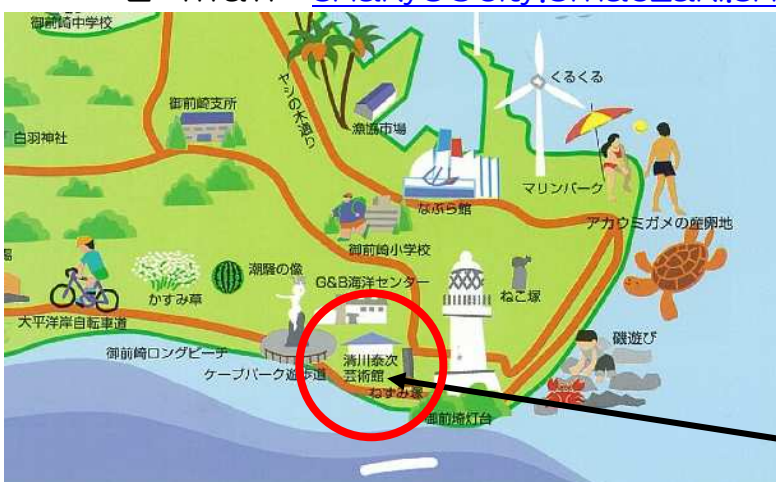 御前崎中学校
御前崎支所
白羽神社
ヤシの木通り
漁協市場
くるくる
なぶら館
マリンパーク
アカウミガメの産卵地
御前崎小学校
潮騒の像
G&B海洋センター
かすみ草
ねこ塚
太平洋岸自転車道
磯遊び
御前崎ロングビーチ
ケープパーク遊歩道
清川泰次
芸術館
ねずみ塚
御前埼灯台